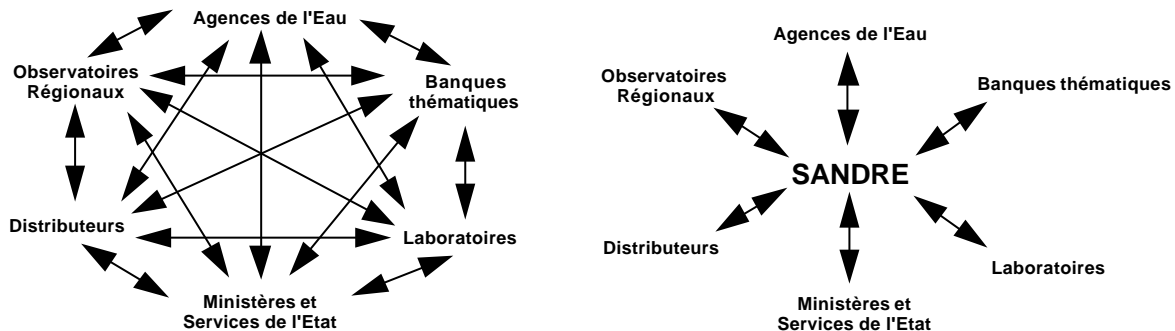 Agences de l'Eau
Observatoires
Régionaux
Banques
thématiques
Distributeurs
Laboratoires
Ministères et
Services de l'Etat
Agences de l'Eau
Observatoires
Régionaux
Banques thématiques
SANDRE
Distributeurs
Laboratoires
Ministères et
Services de l'Etat